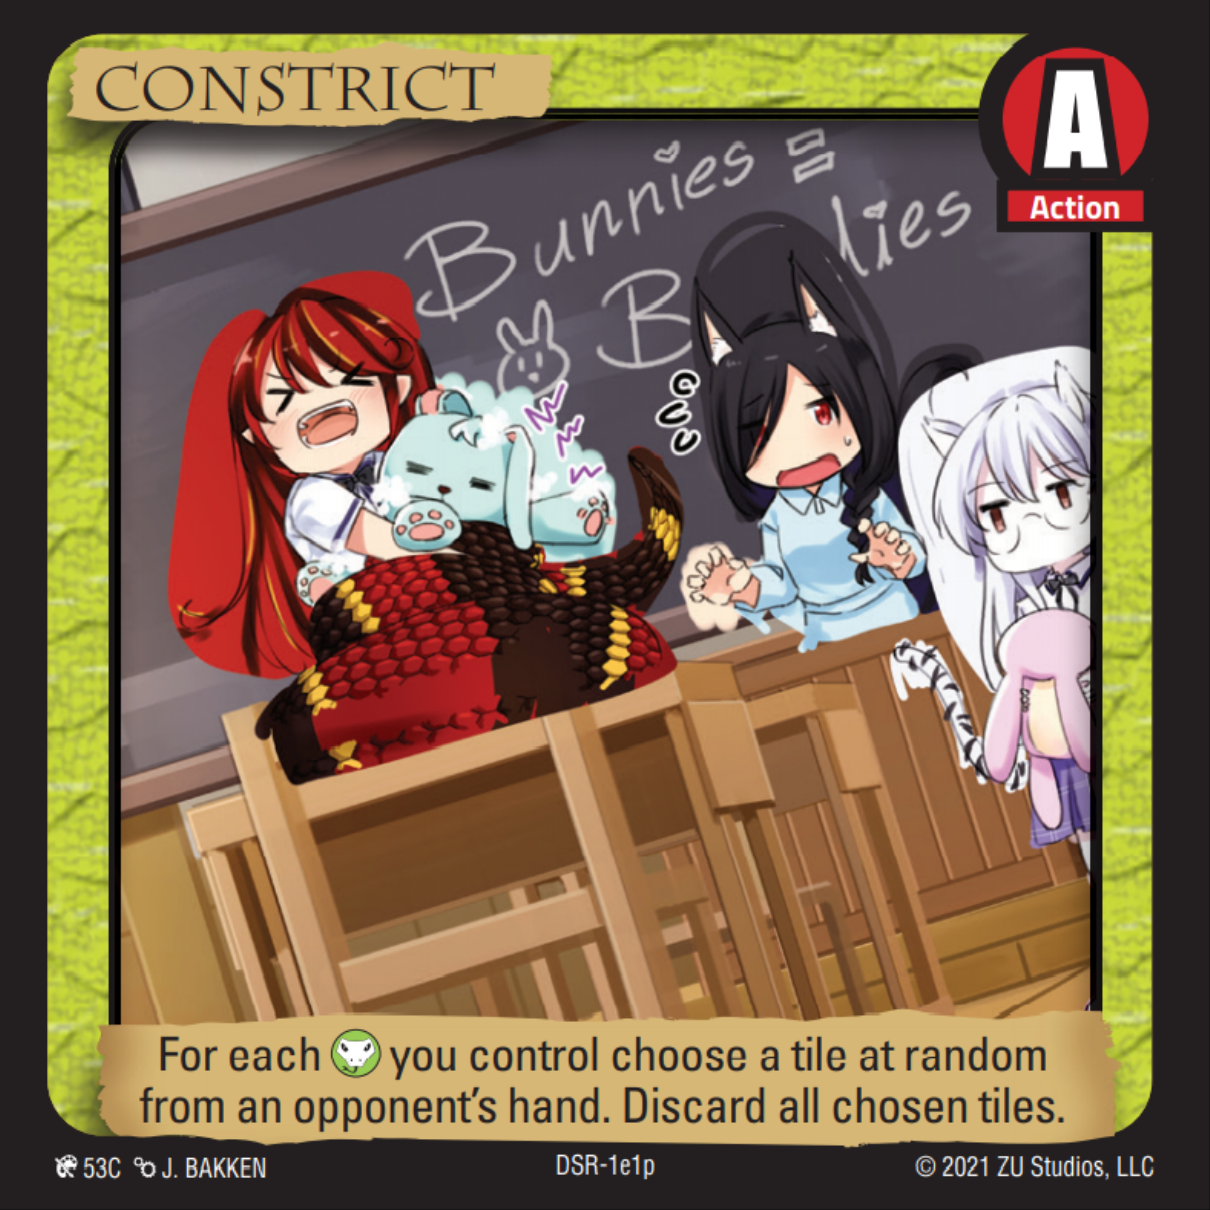 CONSTRICT
A
Action
Bunnies =
B lies
For each you control choose a tile at random
from an opponent's hand. Discard all chosen tiles.
53C J. BAKKEN
DSR-1e1p
© 2021 ZU Studios, LLC